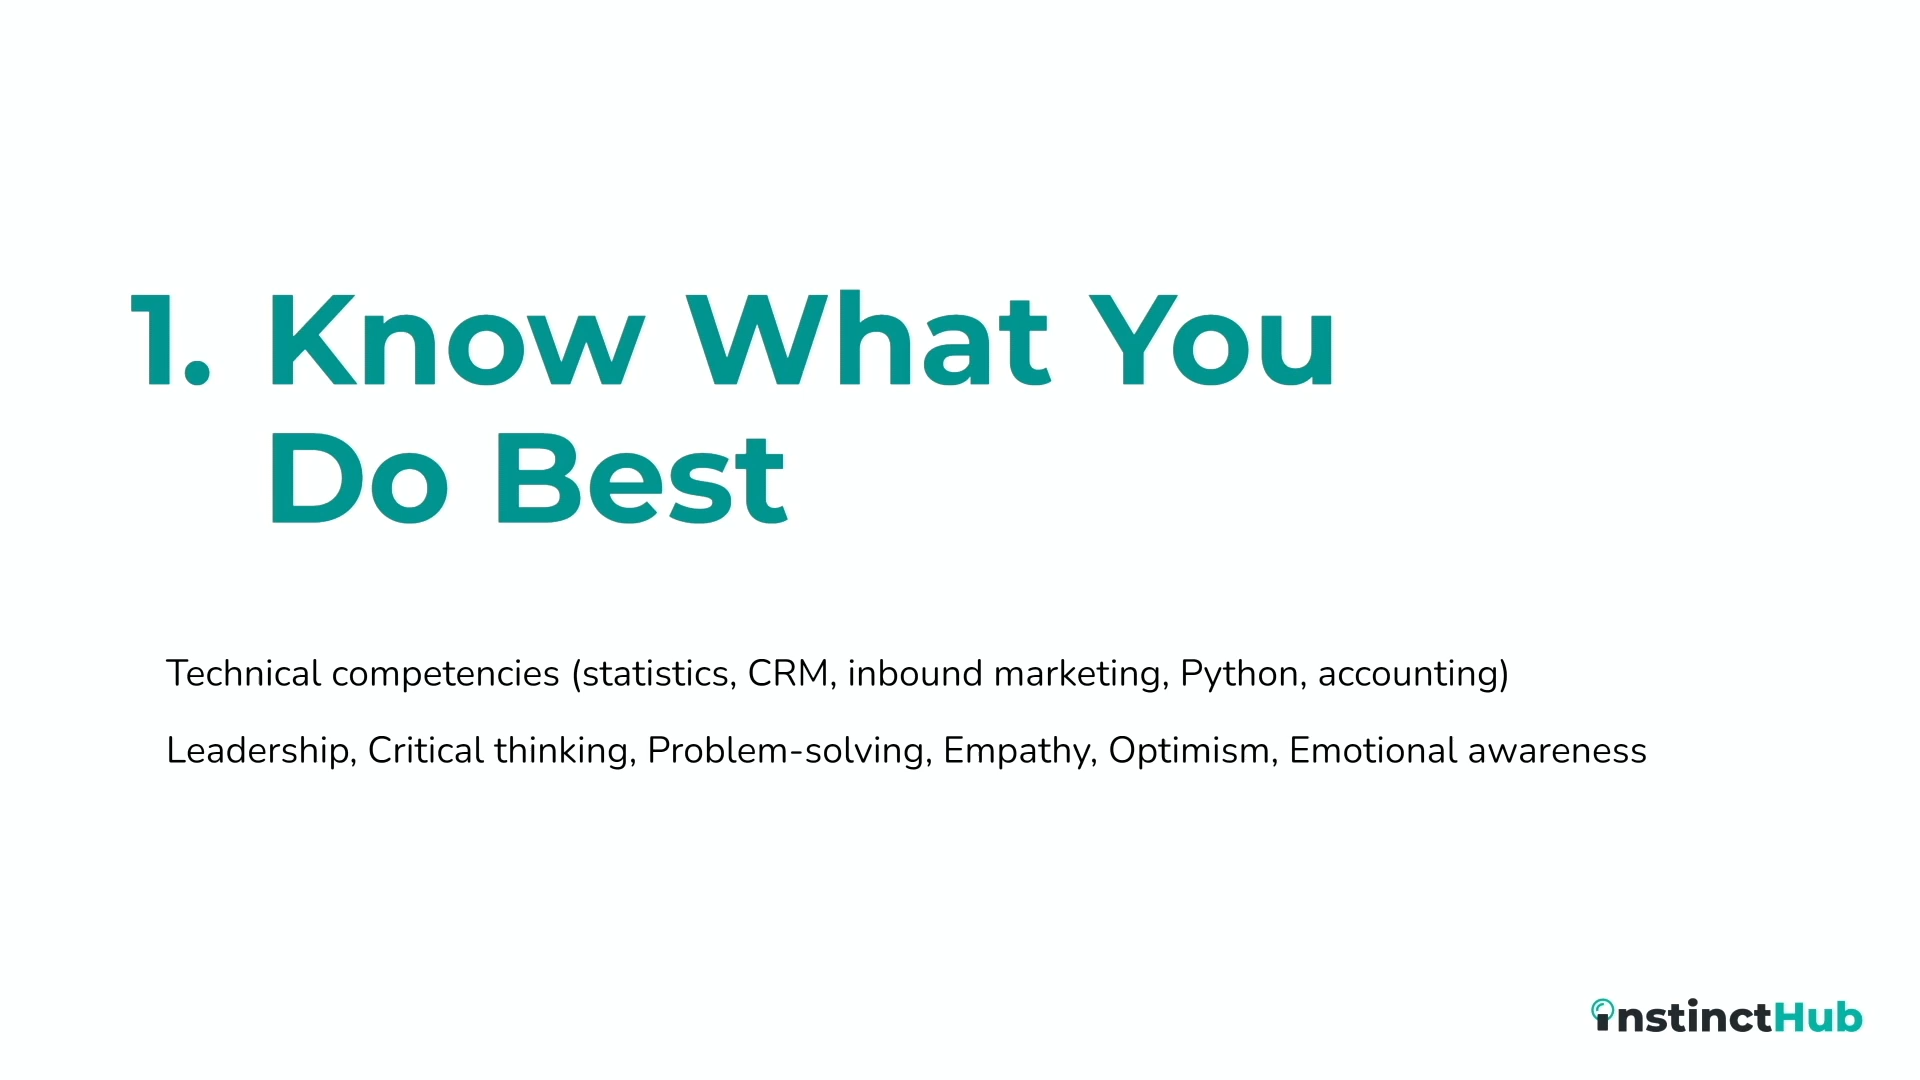 1. Know What You
Do Best
Technical competencies (statistics, CRM, inbound marketing, Python, accounting)
Leadership, Critical thinking, Problem-solving, Empathy, Optimism, Emotional awareness
instinctHub